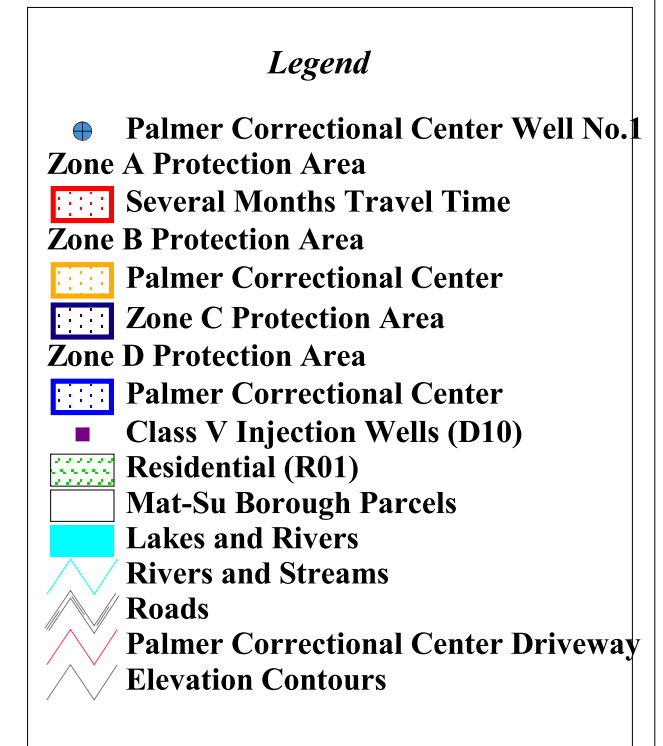 Legend
Palmer Correctional Center Well No.1
Zone A Protection Area
Several Months Travel Time
Zone B Protection Area
Palmer Correctional Center
Zone C Protection Area
Zone D Protection Area
Palmer Correctional Center
Class V Injection Wells (D10)
Residential (R01)
Mat-Su Borough Parcels
Lakes and Rivers
Rivers and Streams
Roads
Palmer Correctional Center Driveway
Elevation Contours